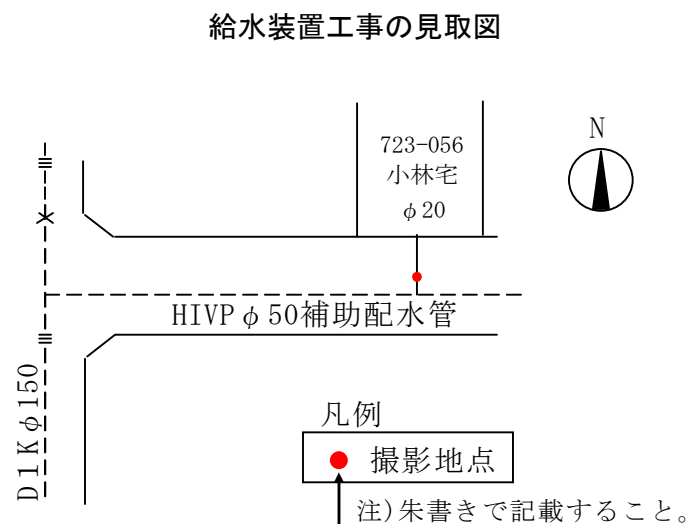 給水装置工事の見取図
723-056
小林宅
φ20
N
HIVPφ50補助配水管
D1Kφ150
凡例
撮影地点
注)朱書きで記載すること。